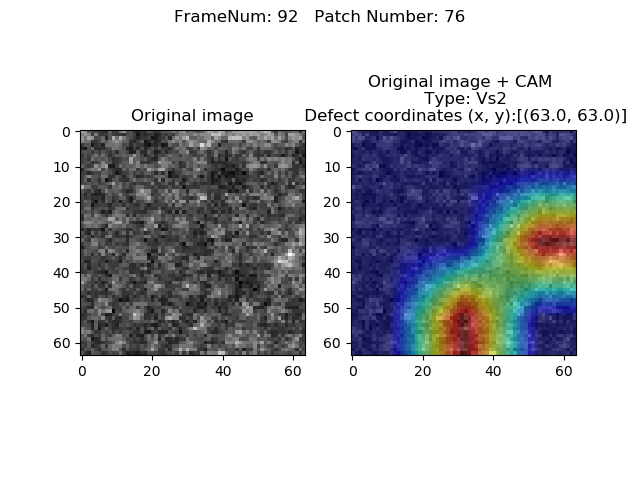 FrameNum: 92   Patch Number: 76
Original image
0
10
20
30
40
50
60
0 20 40 60
Original image + CAM
Type: Vs2
Defect coordinates (x, y):[(63.0, 63.0)]
0
10
20
30
40
50
60
0 20 40 60